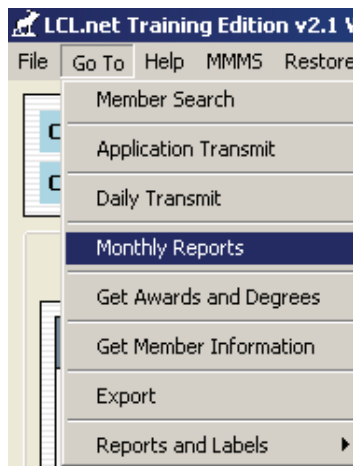 LCL.net Training Edition v2.1
File Go To Help MMMS Restore
Member Search
Application Transmit
Daily Transmit
Monthly Reports
Get Awards and Degrees
Get Member Information
Export
Reports and Labels